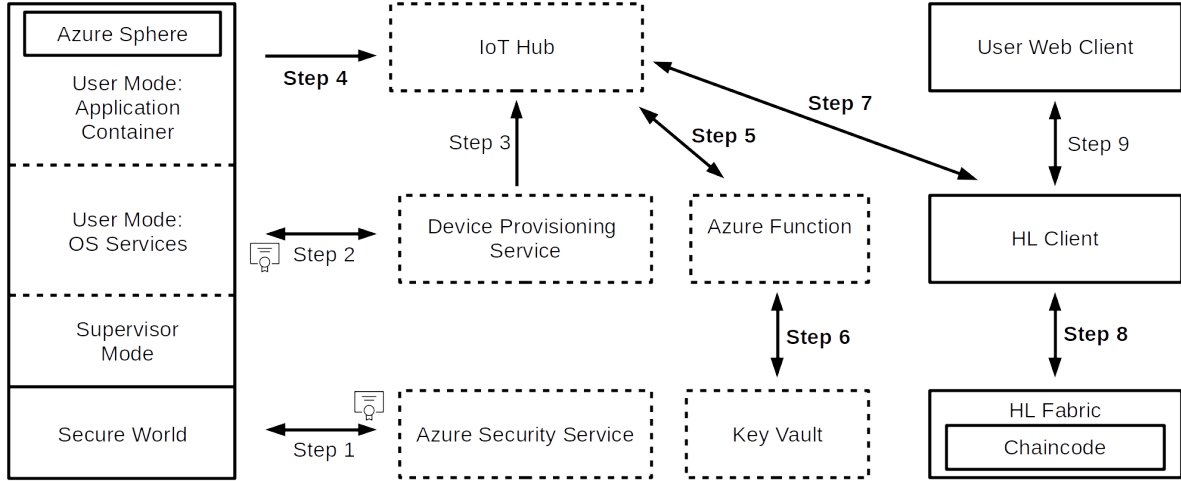 Azure Sphere
User Mode:
Application
Container
User Mode:
OS Services
Supervisor
Mode
Secure World
Step 4
IoT Hub
Step 3
Step 2
Device Provisioning
Service
Step 1
Azure Security Service
Step 5
Azure Function
Step 6
Key Vault
Step 7
User Web Client
Step 9
HL Client
Step 8
HL Fabric
Chaincode